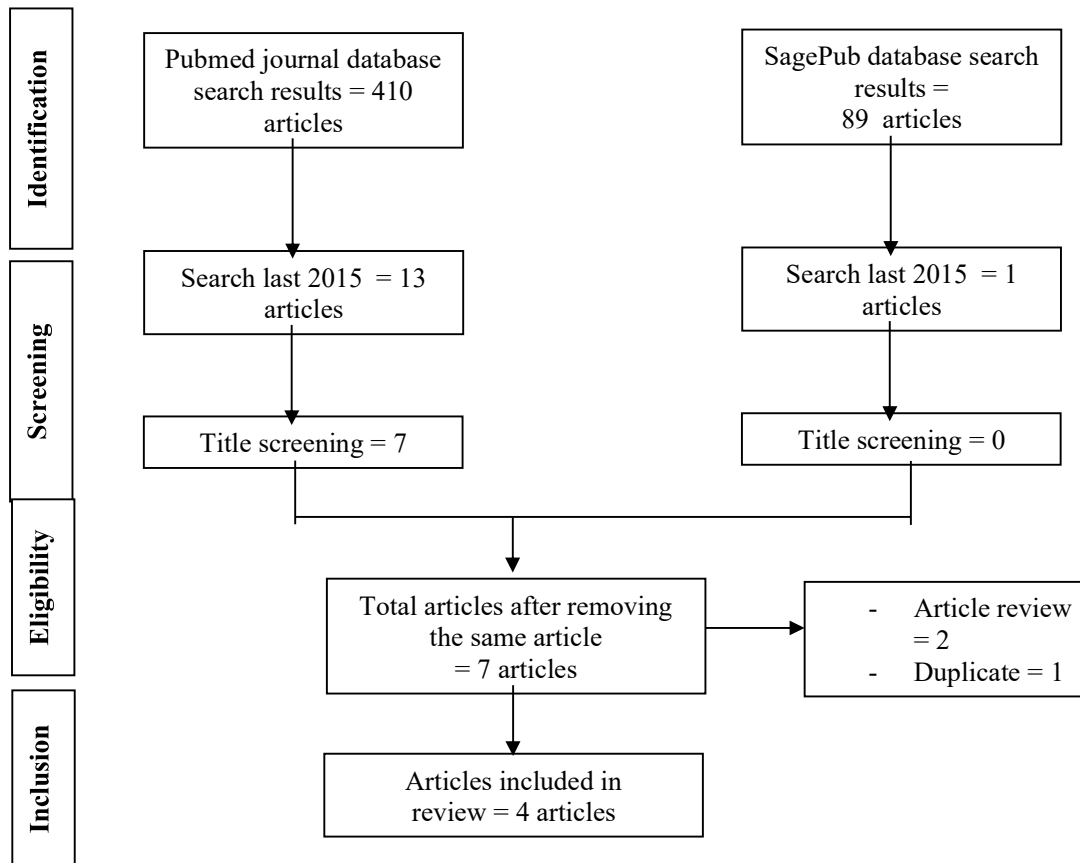 Identification
Pubmed journal database
search results = 410
articles
SagePub database search
results =
89 articles
Screening
Search last 2015 = 13
articles
Search last 2015 = 1
articles
Title screening = 7
Title screening = 0
Eligibility
Total articles after removing
the same article
= 7 articles
- Article review
= 2
- Duplicate = 1
Inclusion
Articles included in
review = 4 articles